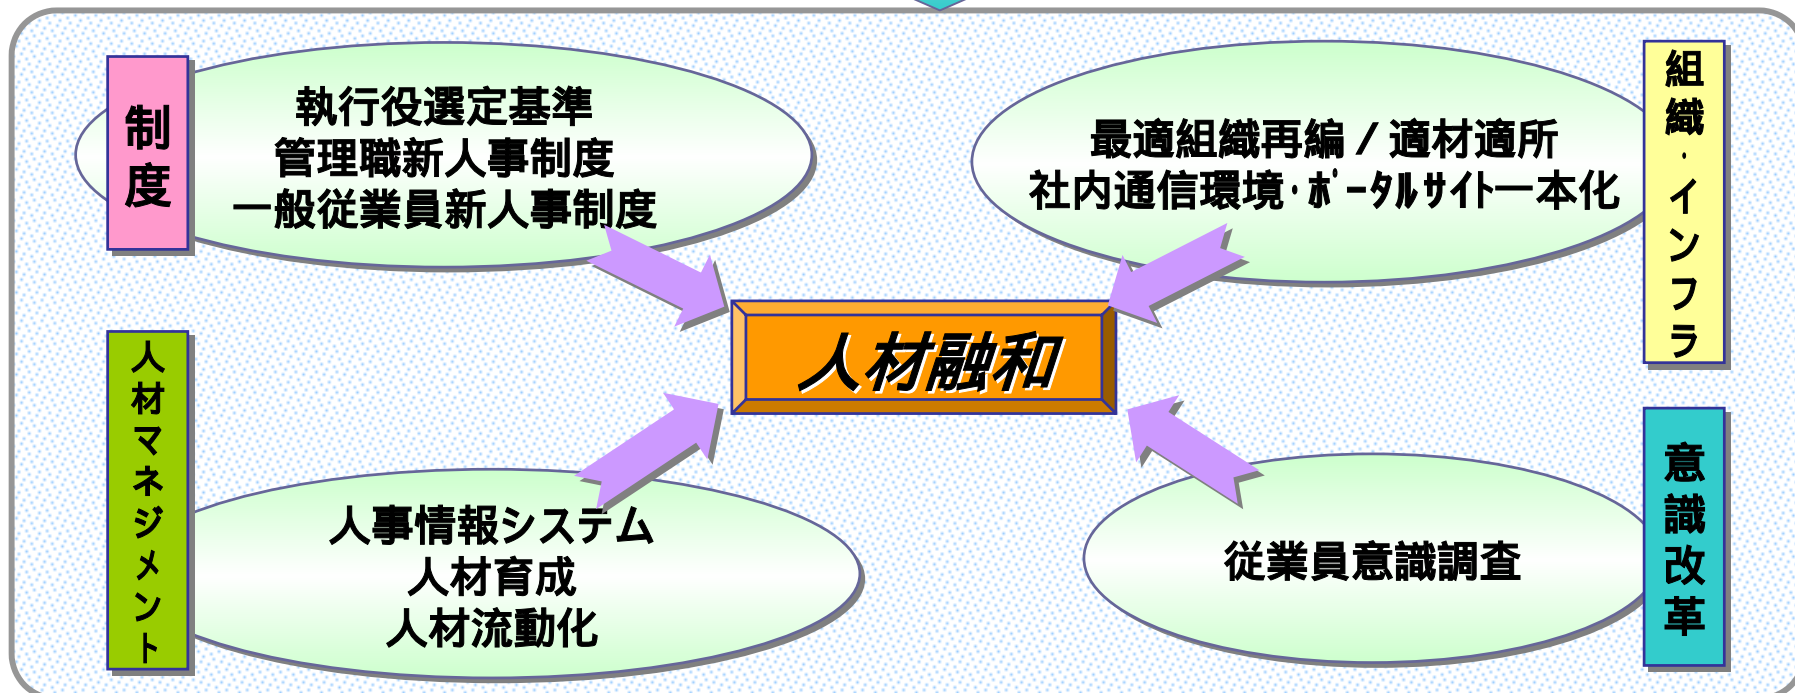 制度
執行役選定基準
管理職新人事制度
一般従業員新人事制度
最適組織再編 / 適材適所
社内通信環境･ﾎﾟｰﾀﾙｻｲﾄ一本化
組織・インフラ
人材融和
人材マネジメント
人事情報システム
人材育成
人材流動化
従業員意識調査
意識改革